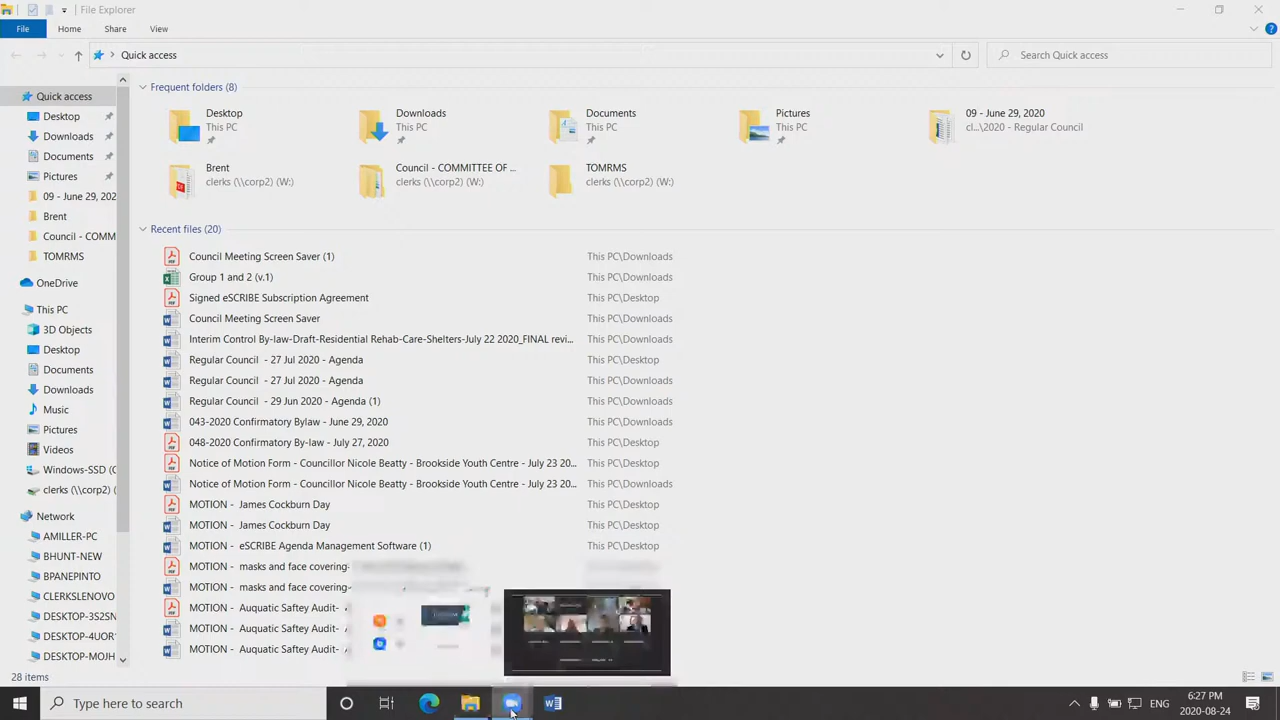 File Explorer
File Home Share View
Quick access
Search Quick access
Quick access
Desktop
Downloads
Documents
Pictures
09 - June 29, 202
Brent
Council - COMM
TOMRMS
OneDrive
This PC
3D Objects
Desktop
Documents
Downloads
Music
Pictures
Videos
Windows-SSD (C
clerks (\\corp2) (
Network
AMILLER-PC
BHUNT-NEW
BPANEPINTO
CLERKSLENOVO
DESKTOP-3S2SN
DESKTOP-4UOR
DESKTOP-MOJH
Frequent folders (8)
Desktop
This PC
Downloads
This PC
Documents
This PC
Pictures
This PC
09 - June 29, 2020
cl...\2020 - Regular Council
Brent
clerks (\\corp2) (W:)
Council - COMMITTEE OF ...
clerks (\\corp2) (W:)
TOMRMS
clerks (\\corp2) (W:)
Recent files (20)
Council Meeting Screen Saver (1) This PC\Downloads
Group 1 and 2 (v.1) This PC\Downloads
Signed eSCRIBE Subscription Agreement This PC\Desktop
Council Meeting Screen Saver This PC\Downloads
Interim Control By-law-Draft-Residential Rehab-Care-Shelters-July 22 2020_FINAL revi... This PC\Downloads
Regular Council - 27 Jul 2020 - Agenda This PC\Desktop
Regular Council - 27 Jul 2020 - Agenda This PC\Downloads
Regular Council - 29 Jun 2020 - Agenda (1) This PC\Downloads
043-2020 Confirmatory Bylaw - June 29, 2020 This PC\Downloads
048-2020 Confirmatory By-law - July 27, 2020 This PC\Desktop
Notice of Motion Form - Councillor Nicole Beatty - Brookside Youth Centre - July 23 20... This PC\Desktop
Notice of Motion Form - Councillor Nicole Beatty - Brookside Youth Centre - July 23 20... This PC\Downloads
MOTION - James Cockburn Day This PC\Desktop
MOTION - James Cockburn Day This PC\Desktop
MOTION - eSCRIBE Agenda Management Software (1) This PC\Desktop
MOTION - masks and face covering-
MOTION - masks and face covering-
MOTION - Auquatic Saftey Audit-
MOTION - Auquatic Saftey Audit-
MOTION - Auquatic Saftey Audit-
28 items
Type here to search
ENG
6:27 PM
2020-08-24